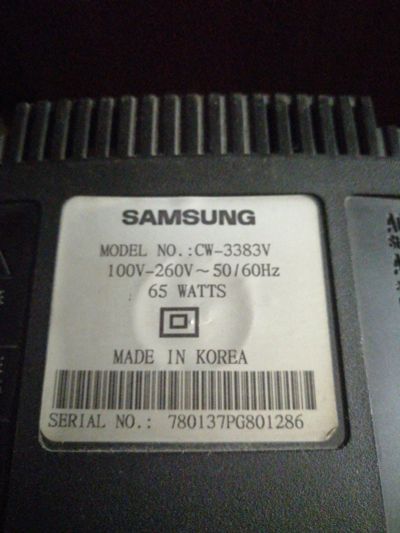 SAMSUNG
MODEL NO.:CW-3383V
100V-260V~50/60Hz
65 WATTS
MADE IN KOREA
SERIAL NO.: 780137PG801286